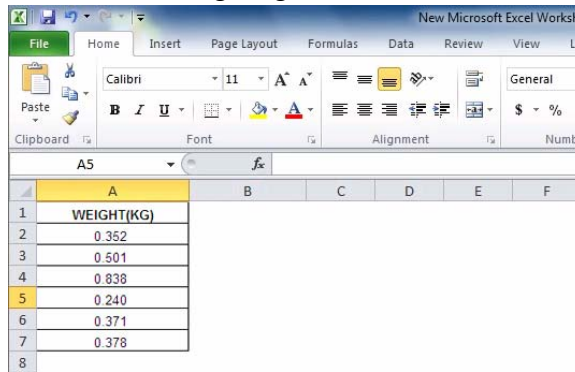 New Microsoft Excel Works
File Home Insert Page Layout Formulas Data Review View
Paste
Calibri 11 A A General
B I U A $ %
Clipboard Font Alignment Numb
A5 fx
A B C D E F
1 WEIGHT(KG)
2 0.352
3 0.501
4 0.838
5 0.240
6 0.371
7 0.378
8